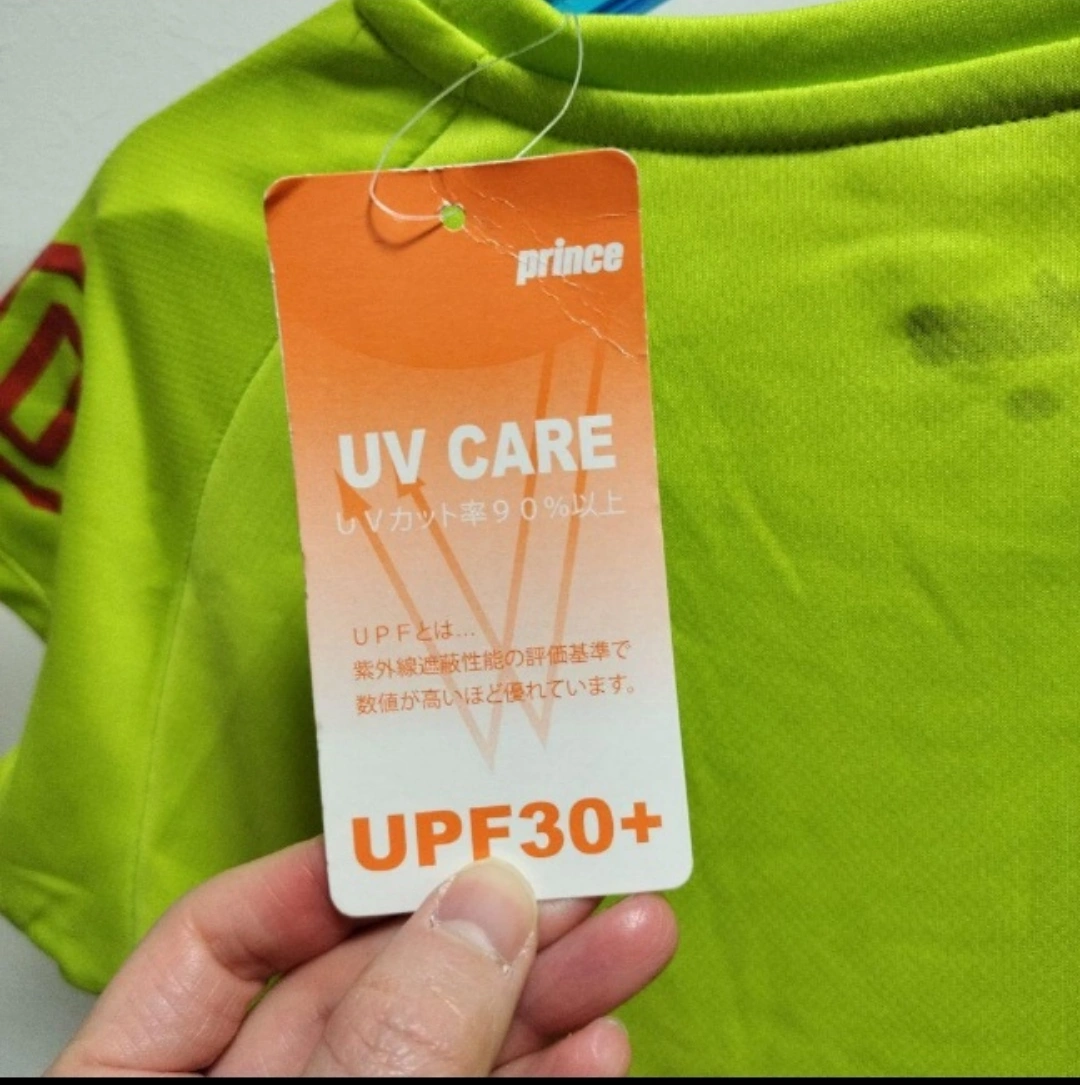 prince
UV CARE
UVカット率90%以上
UPFとは…
紫外線遮蔽性能の評価基準で
数値が高いほど優れています。
UPF30+